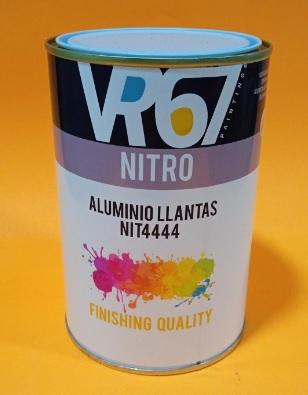 VR67
PAINTINGS
NITRO
ALUMINIO LLANTAS
NIT4444
FINISHING QUALITY